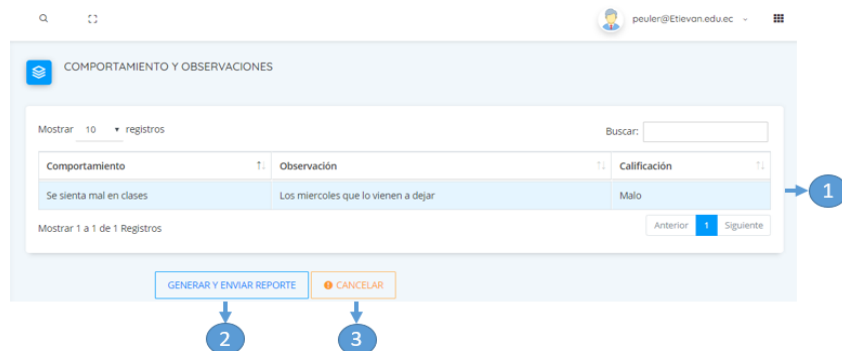 peuler@Etievan.edu.ec
COMPORTAMIENTO Y OBSERVACIONES
Mostrar 10 registros
Buscar:
Comportamiento Observación Calificación
Se sienta mal en clases Los miercoles que lo vienen a dejar Malo
1
Mostrar 1 a 1 de 1 Registros
Anterior 1 Siguiente
GENERAR Y ENVIAR REPORTE CANCELAR
2 3